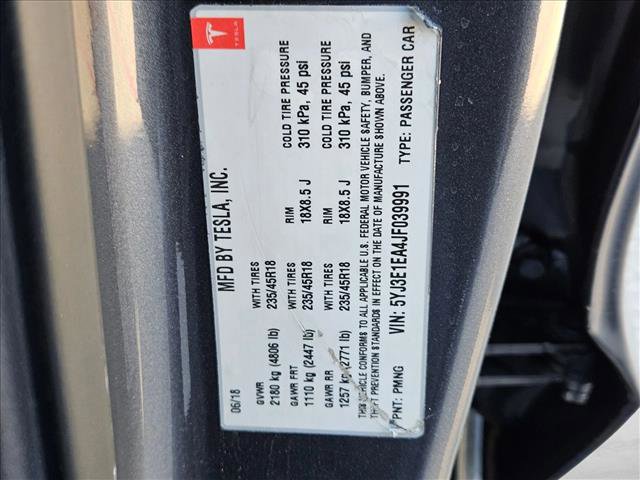 TESLA
MFD BY TESLA, INC.
06/18
GVWR WITH TIRES RIM COLD TIRE PRESSURE
2180 kg (4806 lb) 235/45R18 18X8.5 J 310 kPa, 45 psi
GAWR FRT WITH TIRES RIM COLD TIRE PRESSURE
1110 kg (2447 lb) 235/45R18 18X8.5 J 310 kPa, 45 psi
GAWR RR
1257 kg (2771 lb)
THIS VEHICLE CONFORMS TO ALL APPLICABLE U.S. FEDERAL MOTOR VEHICLE SAFETY, BUMPER, AND
THEFT PREVENTION STANDARDS IN EFFECT ON THE DATE OF MANUFACTURE SHOWN ABOVE.
VIN: 5YJ3E1EA4JF039991
PNT: PMNG TYPE: PASSENGER CAR